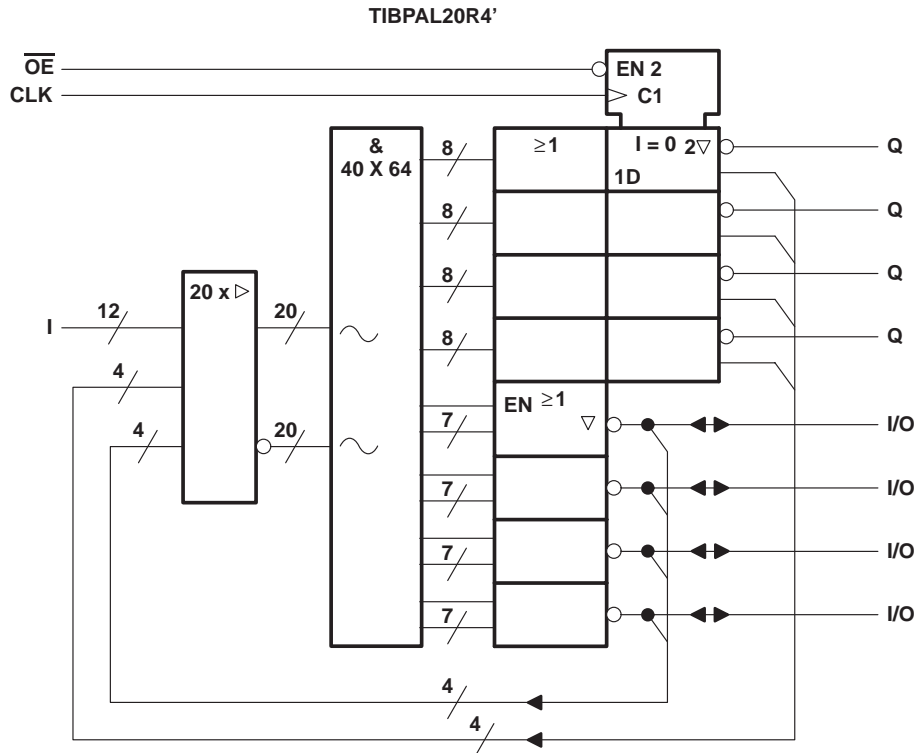 TIBPAL20R4'
OE
EN 2
CLK
C1
&
40 X 64
8
≥1
I = 0 2▽
Q
1D
8
Q
8
Q
20 x ▷
I
12
20
8
Q
4
EN ≥1
▽
4
20
7
I/O
7
I/O
7
I/O
7
I/O
4
4